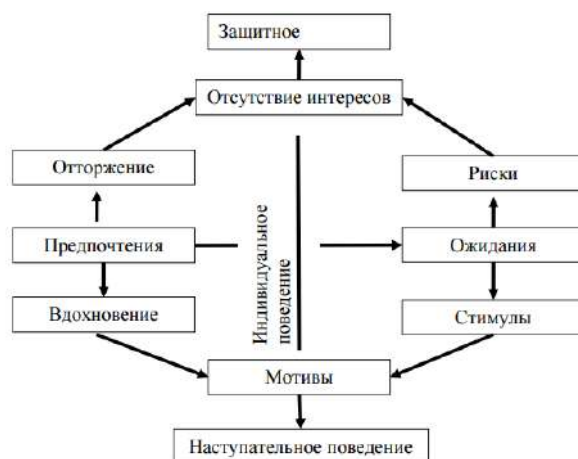 Защитное
Отсутствие интересов
Отторжение
Риски
Предпочтения
Индивидуальное
поведение
Ожидания
Вдохновение
Стимулы
Мотивы
Наступательное поведение